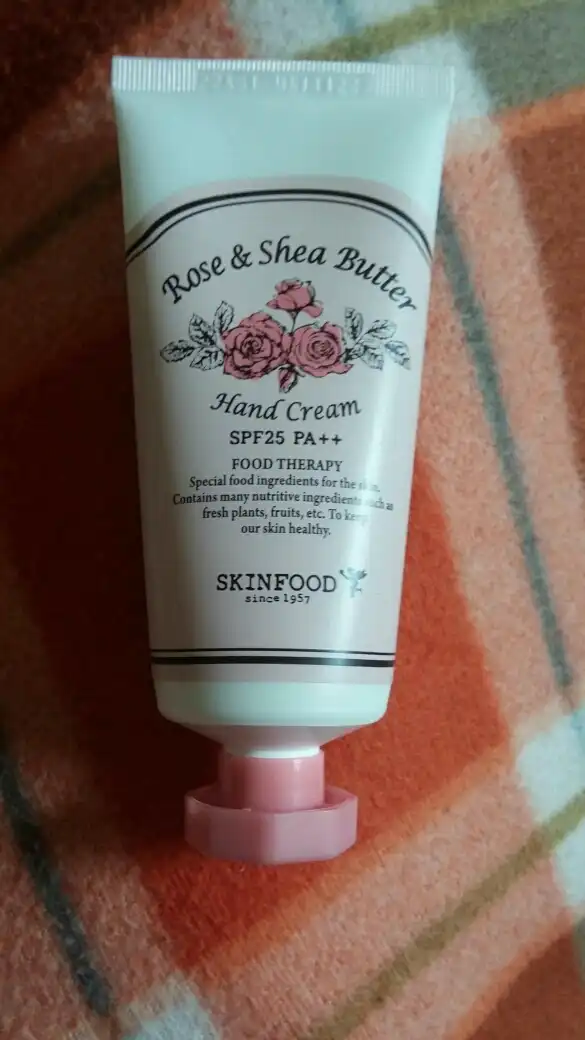 Rose & Shea Butter
Hand Cream
SPF25 PA++
FOOD THERAPY
Special food ingredients for the skin.
Contains many nutritive ingredients such as
fresh plants, fruits, etc. To keep
our skin healthy.
SKINFOOD
since 1957